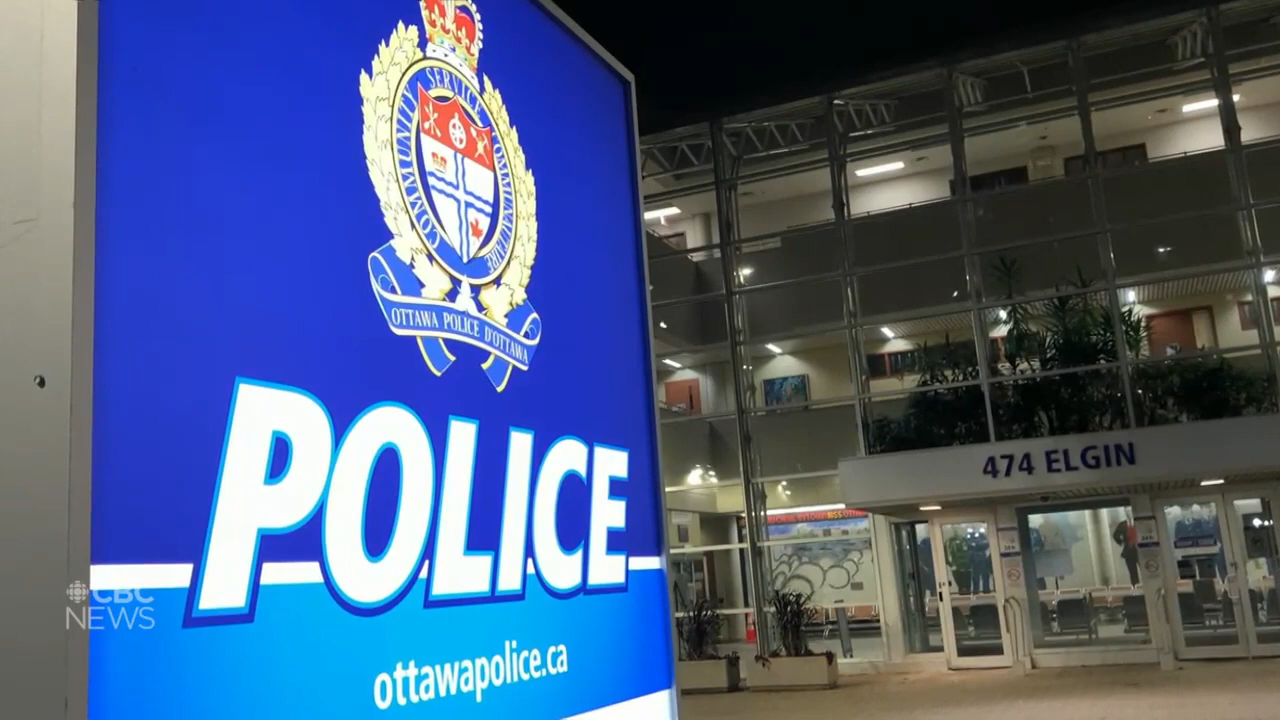 COMMUNITY SERVICE COMMUNAUTAIRE
OTTAWA POLICE D'OTTAWA
POLICE
ottawapolice.ca
474 ELGIN
CBC
NEWS